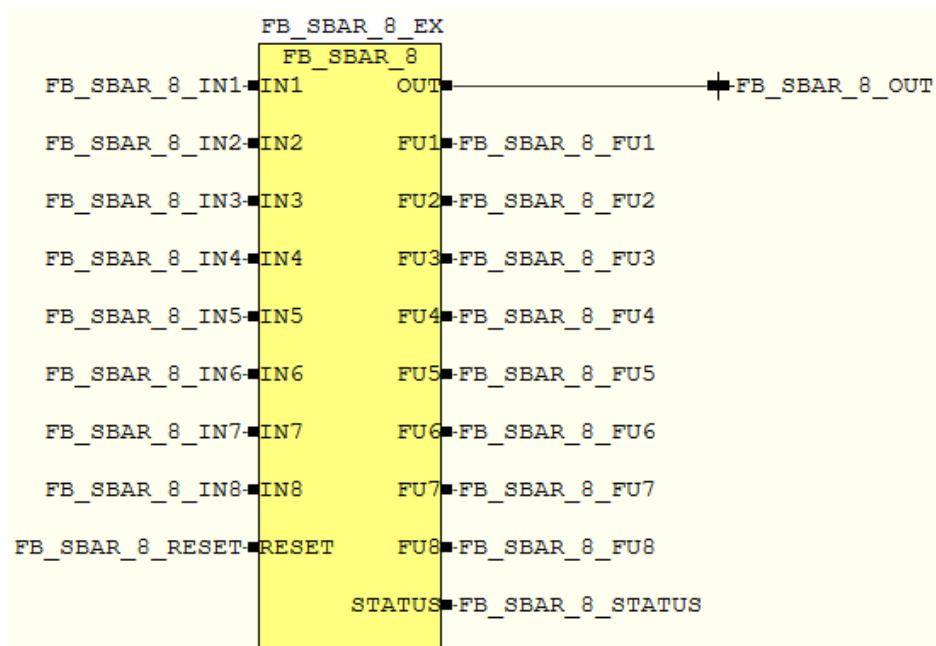 FB_SBAR_8_EX
FB_SBAR_8
FB_SBAR_8_IN1 IN1 OUT FB_SBAR_8_OUT
FB_SBAR_8_IN2 IN2 FU1 FB_SBAR_8_FU1
FB_SBAR_8_IN3 IN3 FU2 FB_SBAR_8_FU2
FB_SBAR_8_IN4 IN4 FU3 FB_SBAR_8_FU3
FB_SBAR_8_IN5 IN5 FU4 FB_SBAR_8_FU4
FB_SBAR_8_IN6 IN6 FU5 FB_SBAR_8_FU5
FB_SBAR_8_IN7 IN7 FU6 FB_SBAR_8_FU6
FB_SBAR_8_IN8 IN8 FU7 FB_SBAR_8_FU7
FB_SBAR_8_RESET RESET FU8 FB_SBAR_8_FU8
STATUS FB_SBAR_8_STATUS